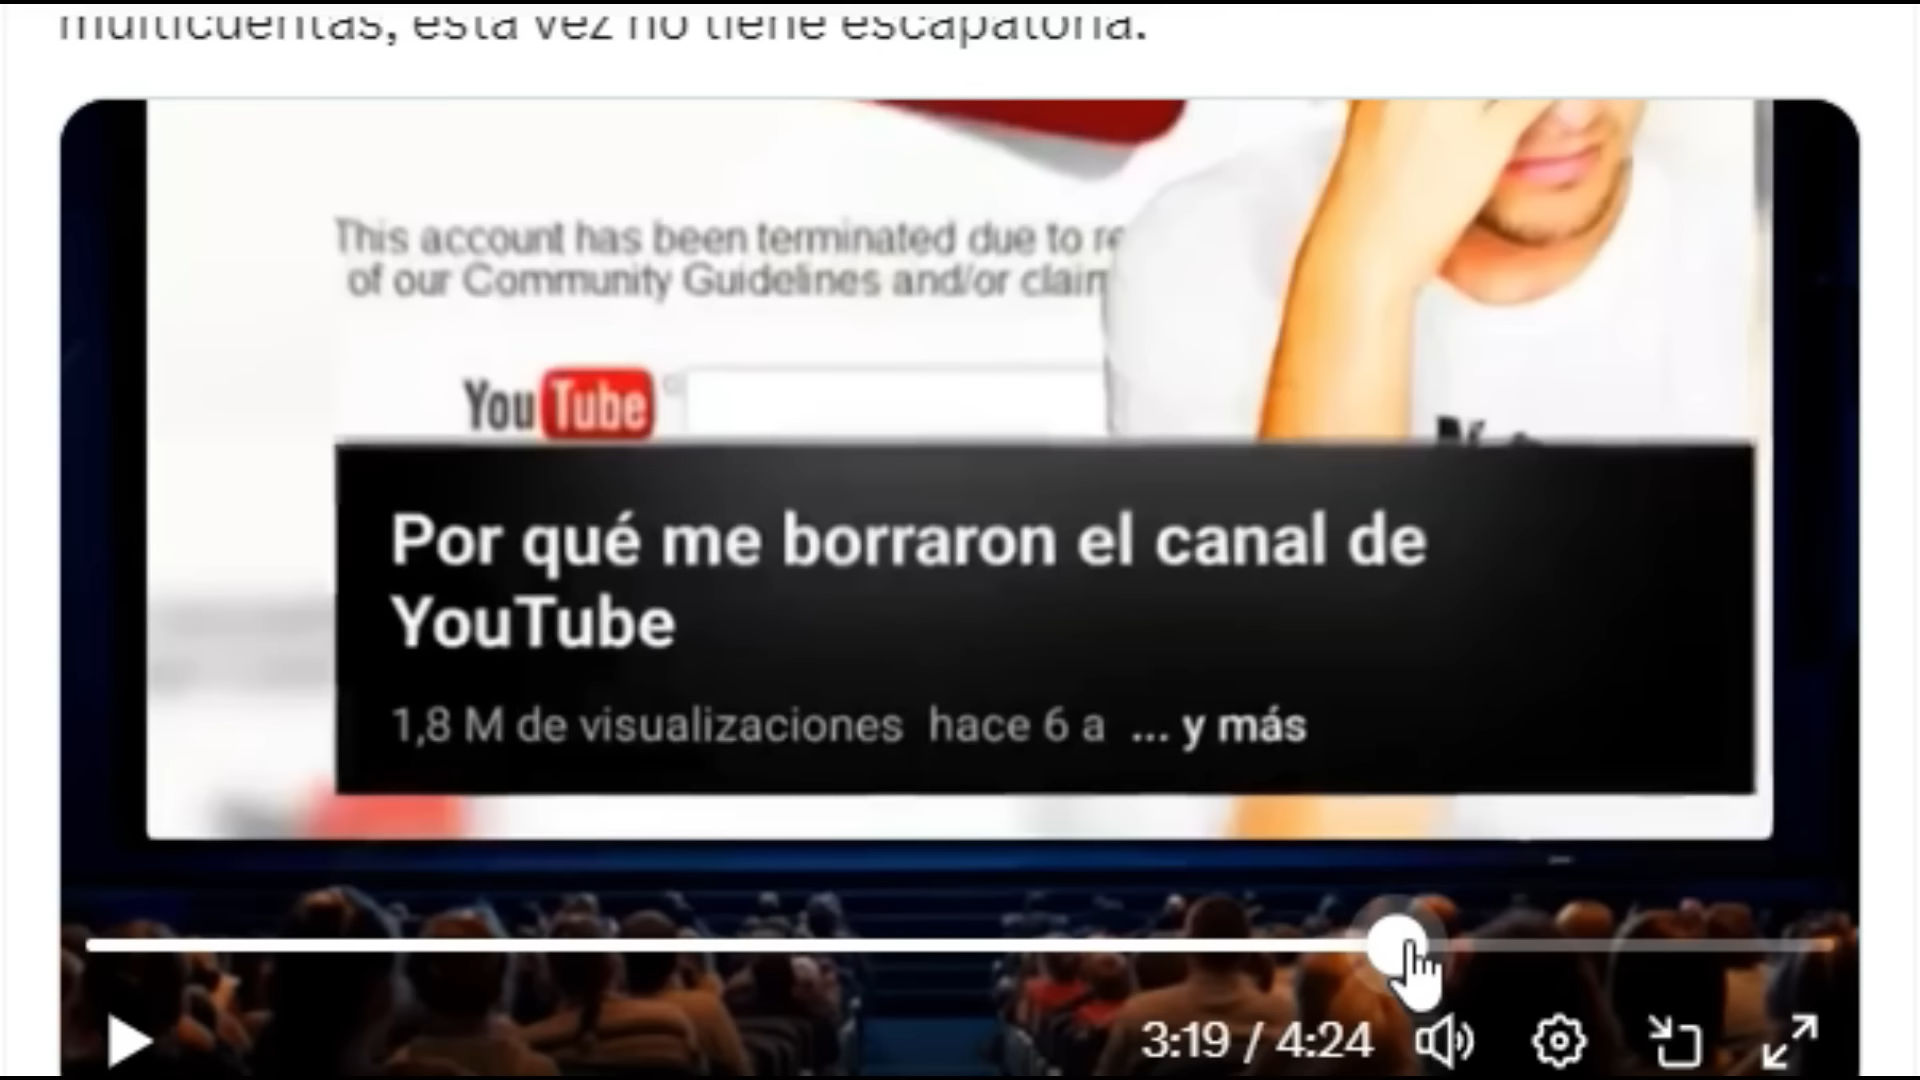 multicuentas, esta vez no tiene escapatoria.
This account has been terminated due to
of our Community Guidelines and/or
YouTube
Por qué me borraron el canal de
YouTube
1,8 M de visualizaciones hace 6 a ... y más
3:19 / 4:24